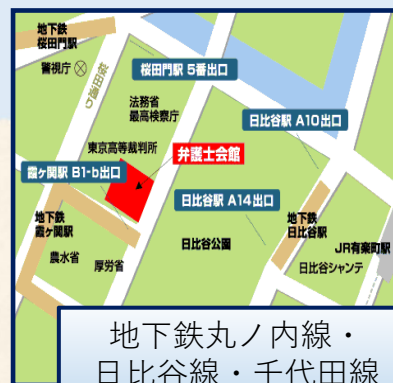 地下鉄
桜田門駅
警視庁
桜田通り
桜田門駅 5番出口
法務省
最高検察庁
日比谷駅 A10出口
東京高等裁判所
弁護士会館
霞ヶ関駅 B1-b出口
日比谷駅 A14出口
地下鉄
霞ヶ関駅
地下鉄
日比谷駅
日比谷公園
JR有楽町駅
農水省
厚労省
日比谷シャンテ
地下鉄丸ノ内線・
日比谷線・千代田線